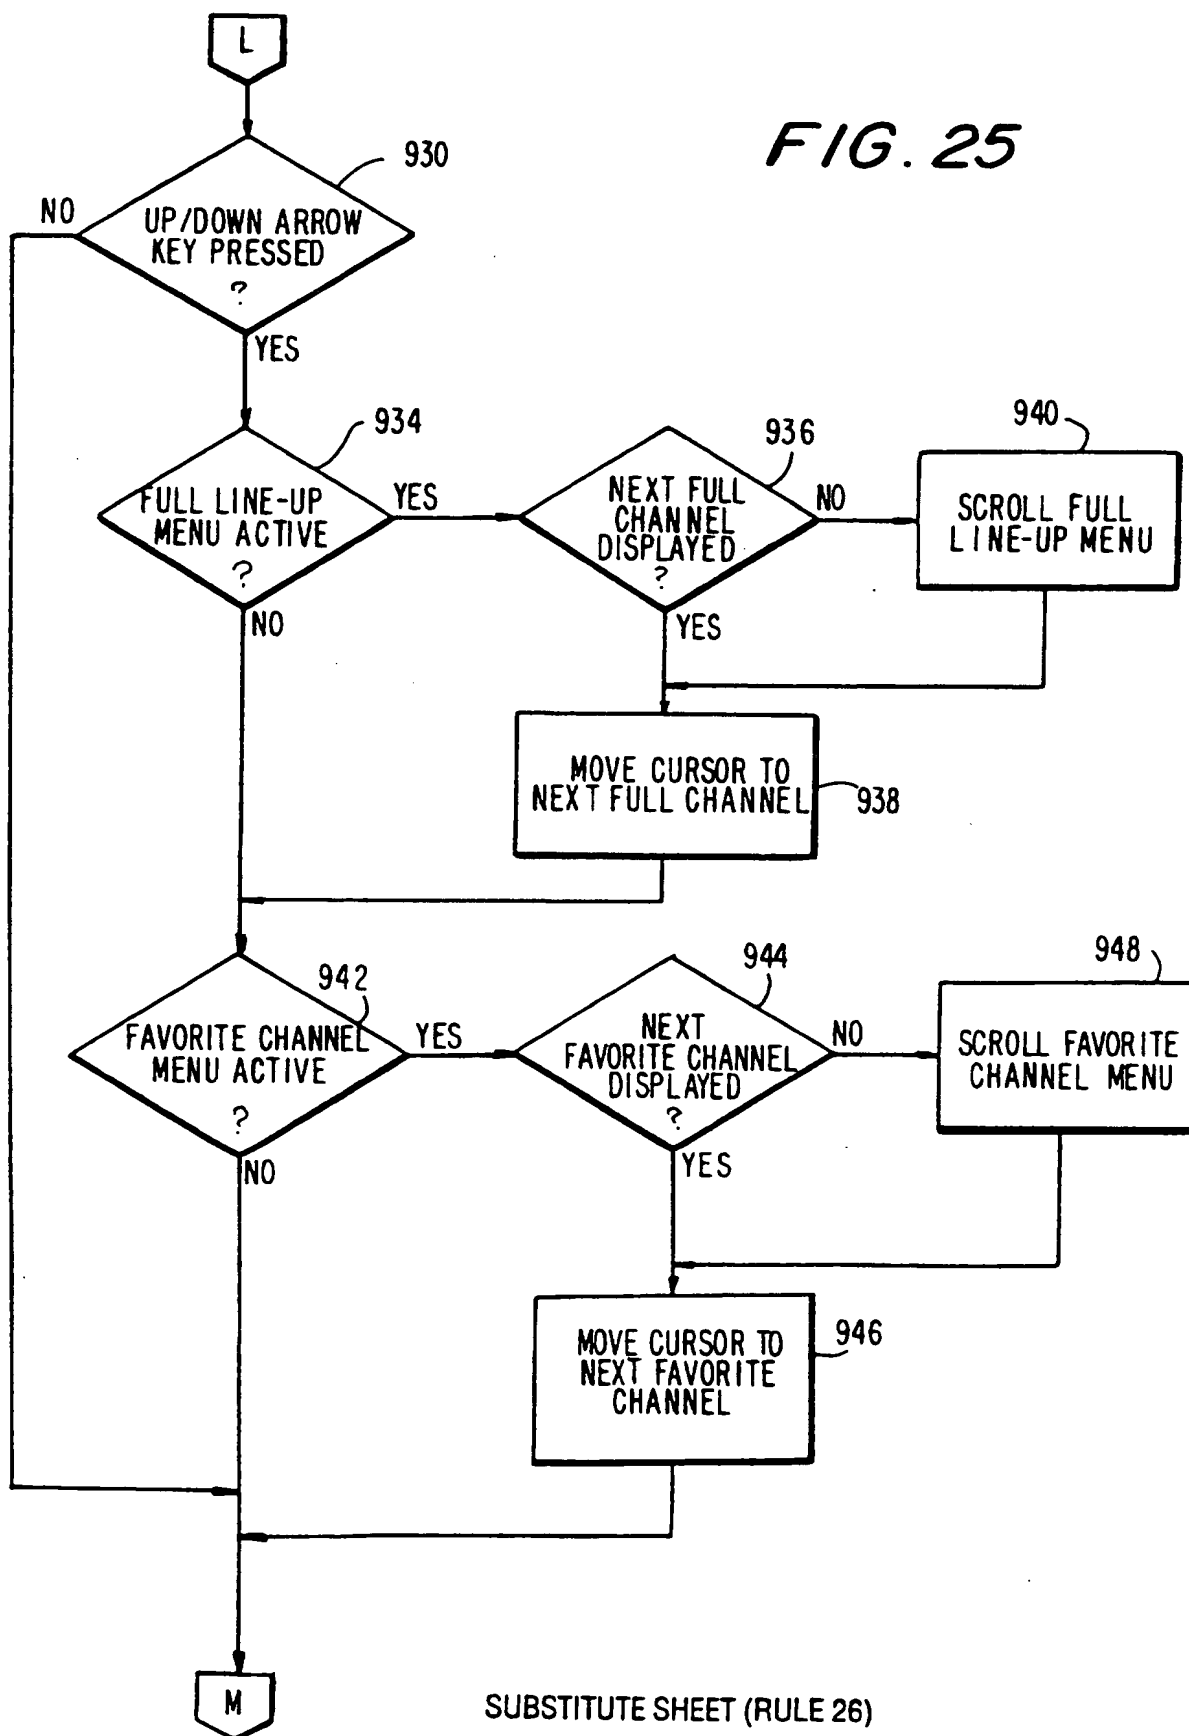 L
FIG. 25
930
NO
UP/DOWN ARROW
KEY PRESSED
?
YES
934
FULL LINE-UP
MENU ACTIVE
?
YES
NO
936
NEXT FULL
CHANNEL
DISPLAYED
?
NO
YES
940
SCROLL FULL
LINE-UP MENU
MOVE CURSOR TO
NEXT FULL CHANNEL
938
942
FAVORITE CHANNEL
MENU ACTIVE
?
YES
NO
944
NEXT
FAVORITE CHANNEL
DISPLAYED
?
NO
YES
948
SCROLL FAVORITE
CHANNEL MENU
MOVE CURSOR TO
NEXT FAVORITE
CHANNEL
946
M
SUBSTITUTE SHEET (RULE 26)